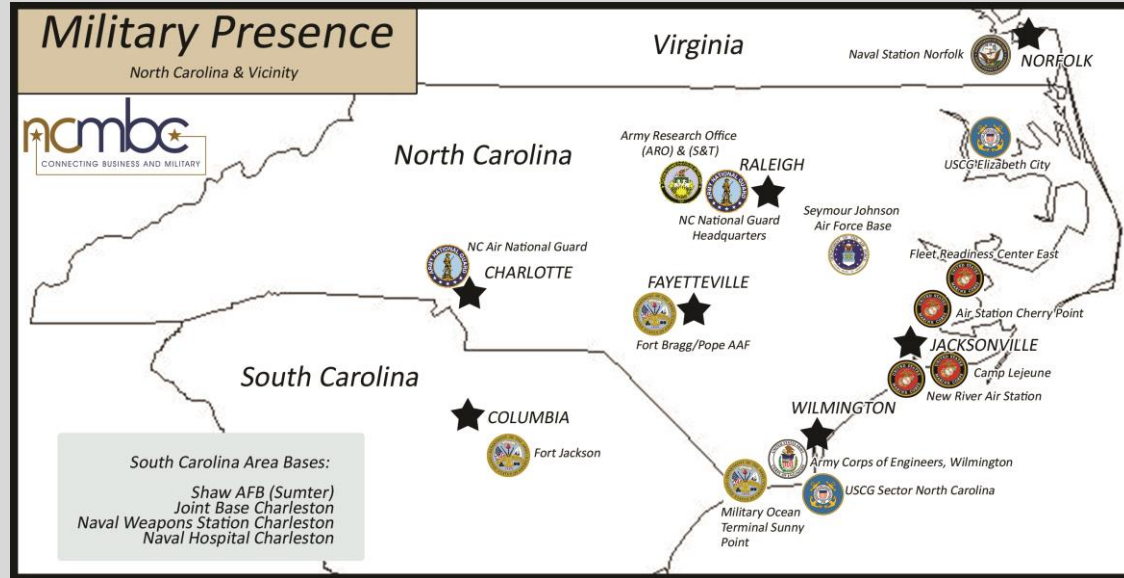 Military Presence
North Carolina & Vicinity
ncmbc
CONNECTING BUSINESS AND MILITARY
Virginia
Naval Station Norfolk
NORFOLK
North Carolina
Army Research Office
(ARO) & (S&T)
RALEIGH
NC National Guard
Headquarters
USCG Elizabeth City
Seymour Johnson
Air Force Base
NC Air National Guard
CHARLOTTE
FAYETTEVILLE
Fort Bragg/Pope AAF
Fleet Readiness Center East
Air Station Cherry Point
JACKSONVILLE
Camp Lejeune
New River Air Station
South Carolina
COLUMBIA
Fort Jackson
WILMINGTON
Army Corps of Engineers, Wilmington
USCG Sector North Carolina
Military Ocean
Terminal Sunny
Point
South Carolina Area Bases:
Shaw AFB (Sumter)
Joint Base Charleston
Naval Weapons Station Charleston
Naval Hospital Charleston